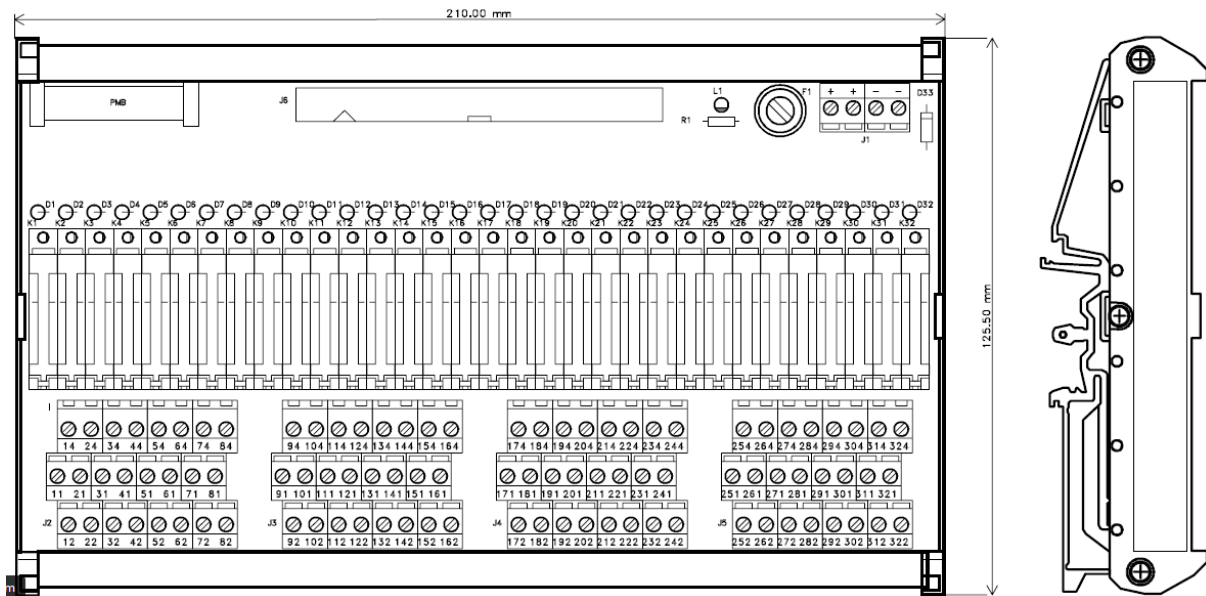 210.00 mm
PMB
J6
L1
R1
F1
+ + − −
J1
D33
125.50 mm
D1 D2 D3 D4 D5 D6 D7 D8 D9 D10 D11 D12 D13 D14 D15 D16 D17 D18 D19 D20 D21 D22 D23 D24 D25 D26 D27 D28 D29 D30 D31 D32
K1 K2 K3 K4 K5 K6 K7 K8 K9 K10 K11 K12 K13 K14 K15 K16 K17 K18 K19 K20 K21 K22 K23 K24 K25 K26 K27 K28 K29 K30 K31 K32
14 24 34 44 54 64 74 84 94 104 114 124 134 144 154 164 174 184 194 204 214 224 234 244 254 264 274 284 294 304 314 324
11 21 31 41 51 61 71 81 91 101 111 121 131 141 151 161 171 181 191 201 211 221 231 241 251 261 271 281 291 301 311 321
J2 J3 J4 J5
12 22 32 42 52 62 72 82 92 102 112 122 132 142 152 162 172 182 192 202 212 222 232 242 252 262 272 282 292 302 312 322
m